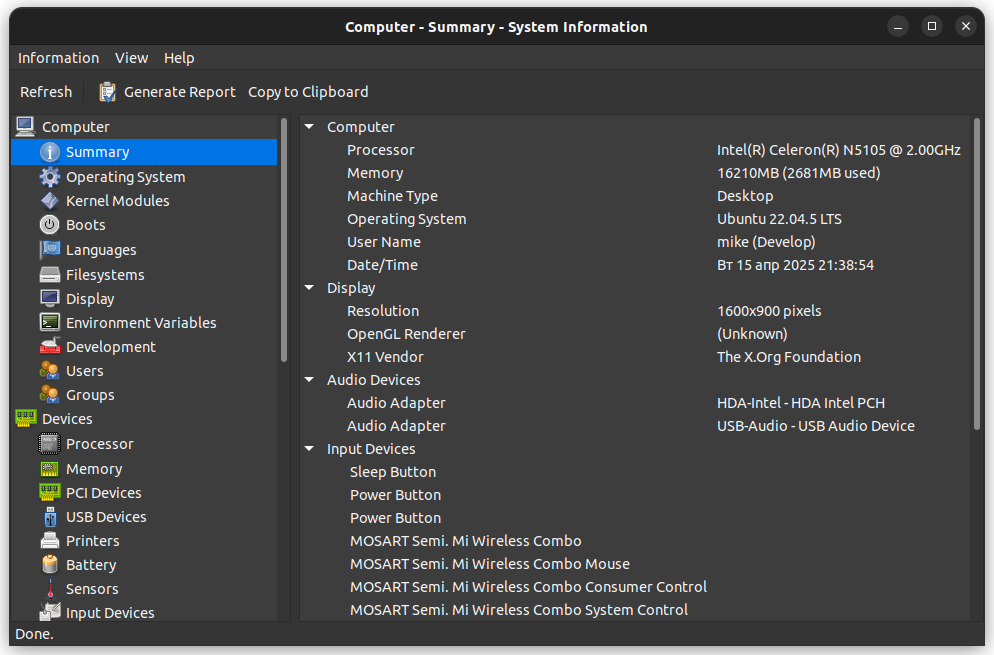 Computer - Summary - System Information
Information View Help
Refresh Generate Report Copy to Clipboard
Computer
Summary
Operating System
Kernel Modules
Boots
Languages
Filesystems
Display
Environment Variables
Development
Users
Groups
Devices
Processor
Memory
PCI Devices
USB Devices
Printers
Battery
Sensors
Input Devices
Computer
Processor Intel(R) Celeron(R) N5105 @ 2.00GHz
Memory 16210MB (2681MB used)
Machine Type Desktop
Operating System Ubuntu 22.04.5 LTS
User Name mike (Develop)
Date/Time Вт 15 апр 2025 21:38:54
Display
Resolution 1600x900 pixels
OpenGL Renderer (Unknown)
X11 Vendor The X.Org Foundation
Audio Devices
Audio Adapter HDA-Intel - HDA Intel PCH
Audio Adapter USB-Audio - USB Audio Device
Input Devices
Sleep Button
Power Button
Power Button
MOSART Semi. Mi Wireless Combo
MOSART Semi. Mi Wireless Combo Mouse
MOSART Semi. Mi Wireless Combo Consumer Control
MOSART Semi. Mi Wireless Combo System Control
Done.